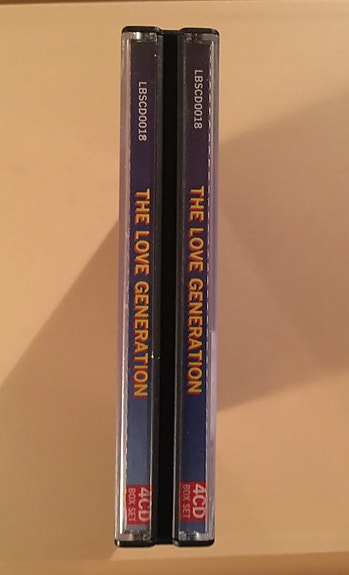 LBSCD0018
THE LOVE GENERATION
4CD
BOX SET
LBSCD0018
THE LOVE GENERATION
4CD
BOX SET